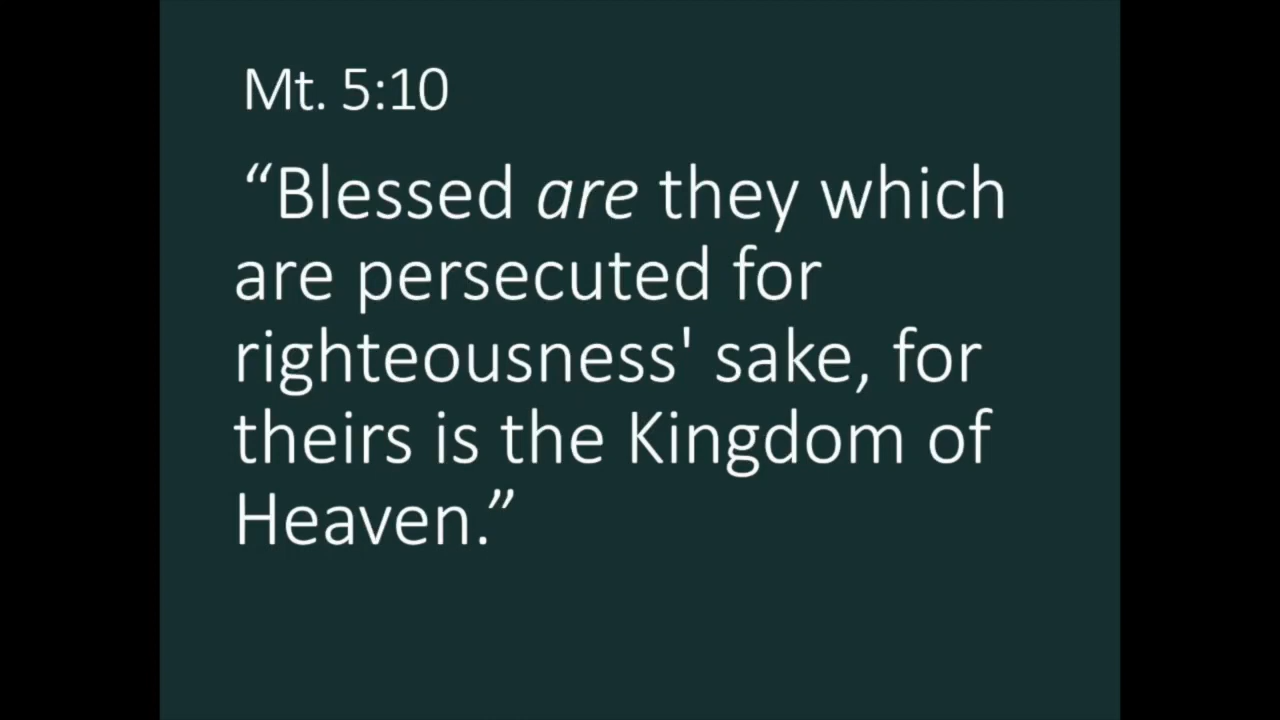 Mt. 5:10
“Blessed are they which
are persecuted for
righteousness' sake, for
theirs is the Kingdom of
Heaven.”